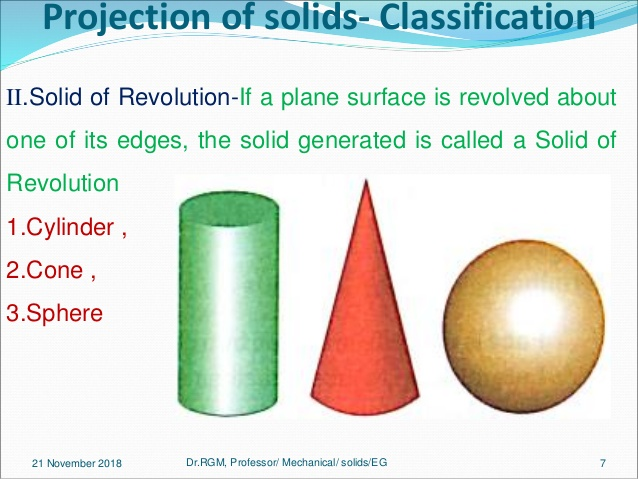 Projection of solids- Classification
II.Solid of Revolution-If a plane surface is revolved about
one of its edges, the solid generated is called a Solid of
Revolution
1.Cylinder ,
2.Cone ,
3.Sphere
21 November 2018 Dr.RGM, Professor/ Mechanical/ solids/EG 7